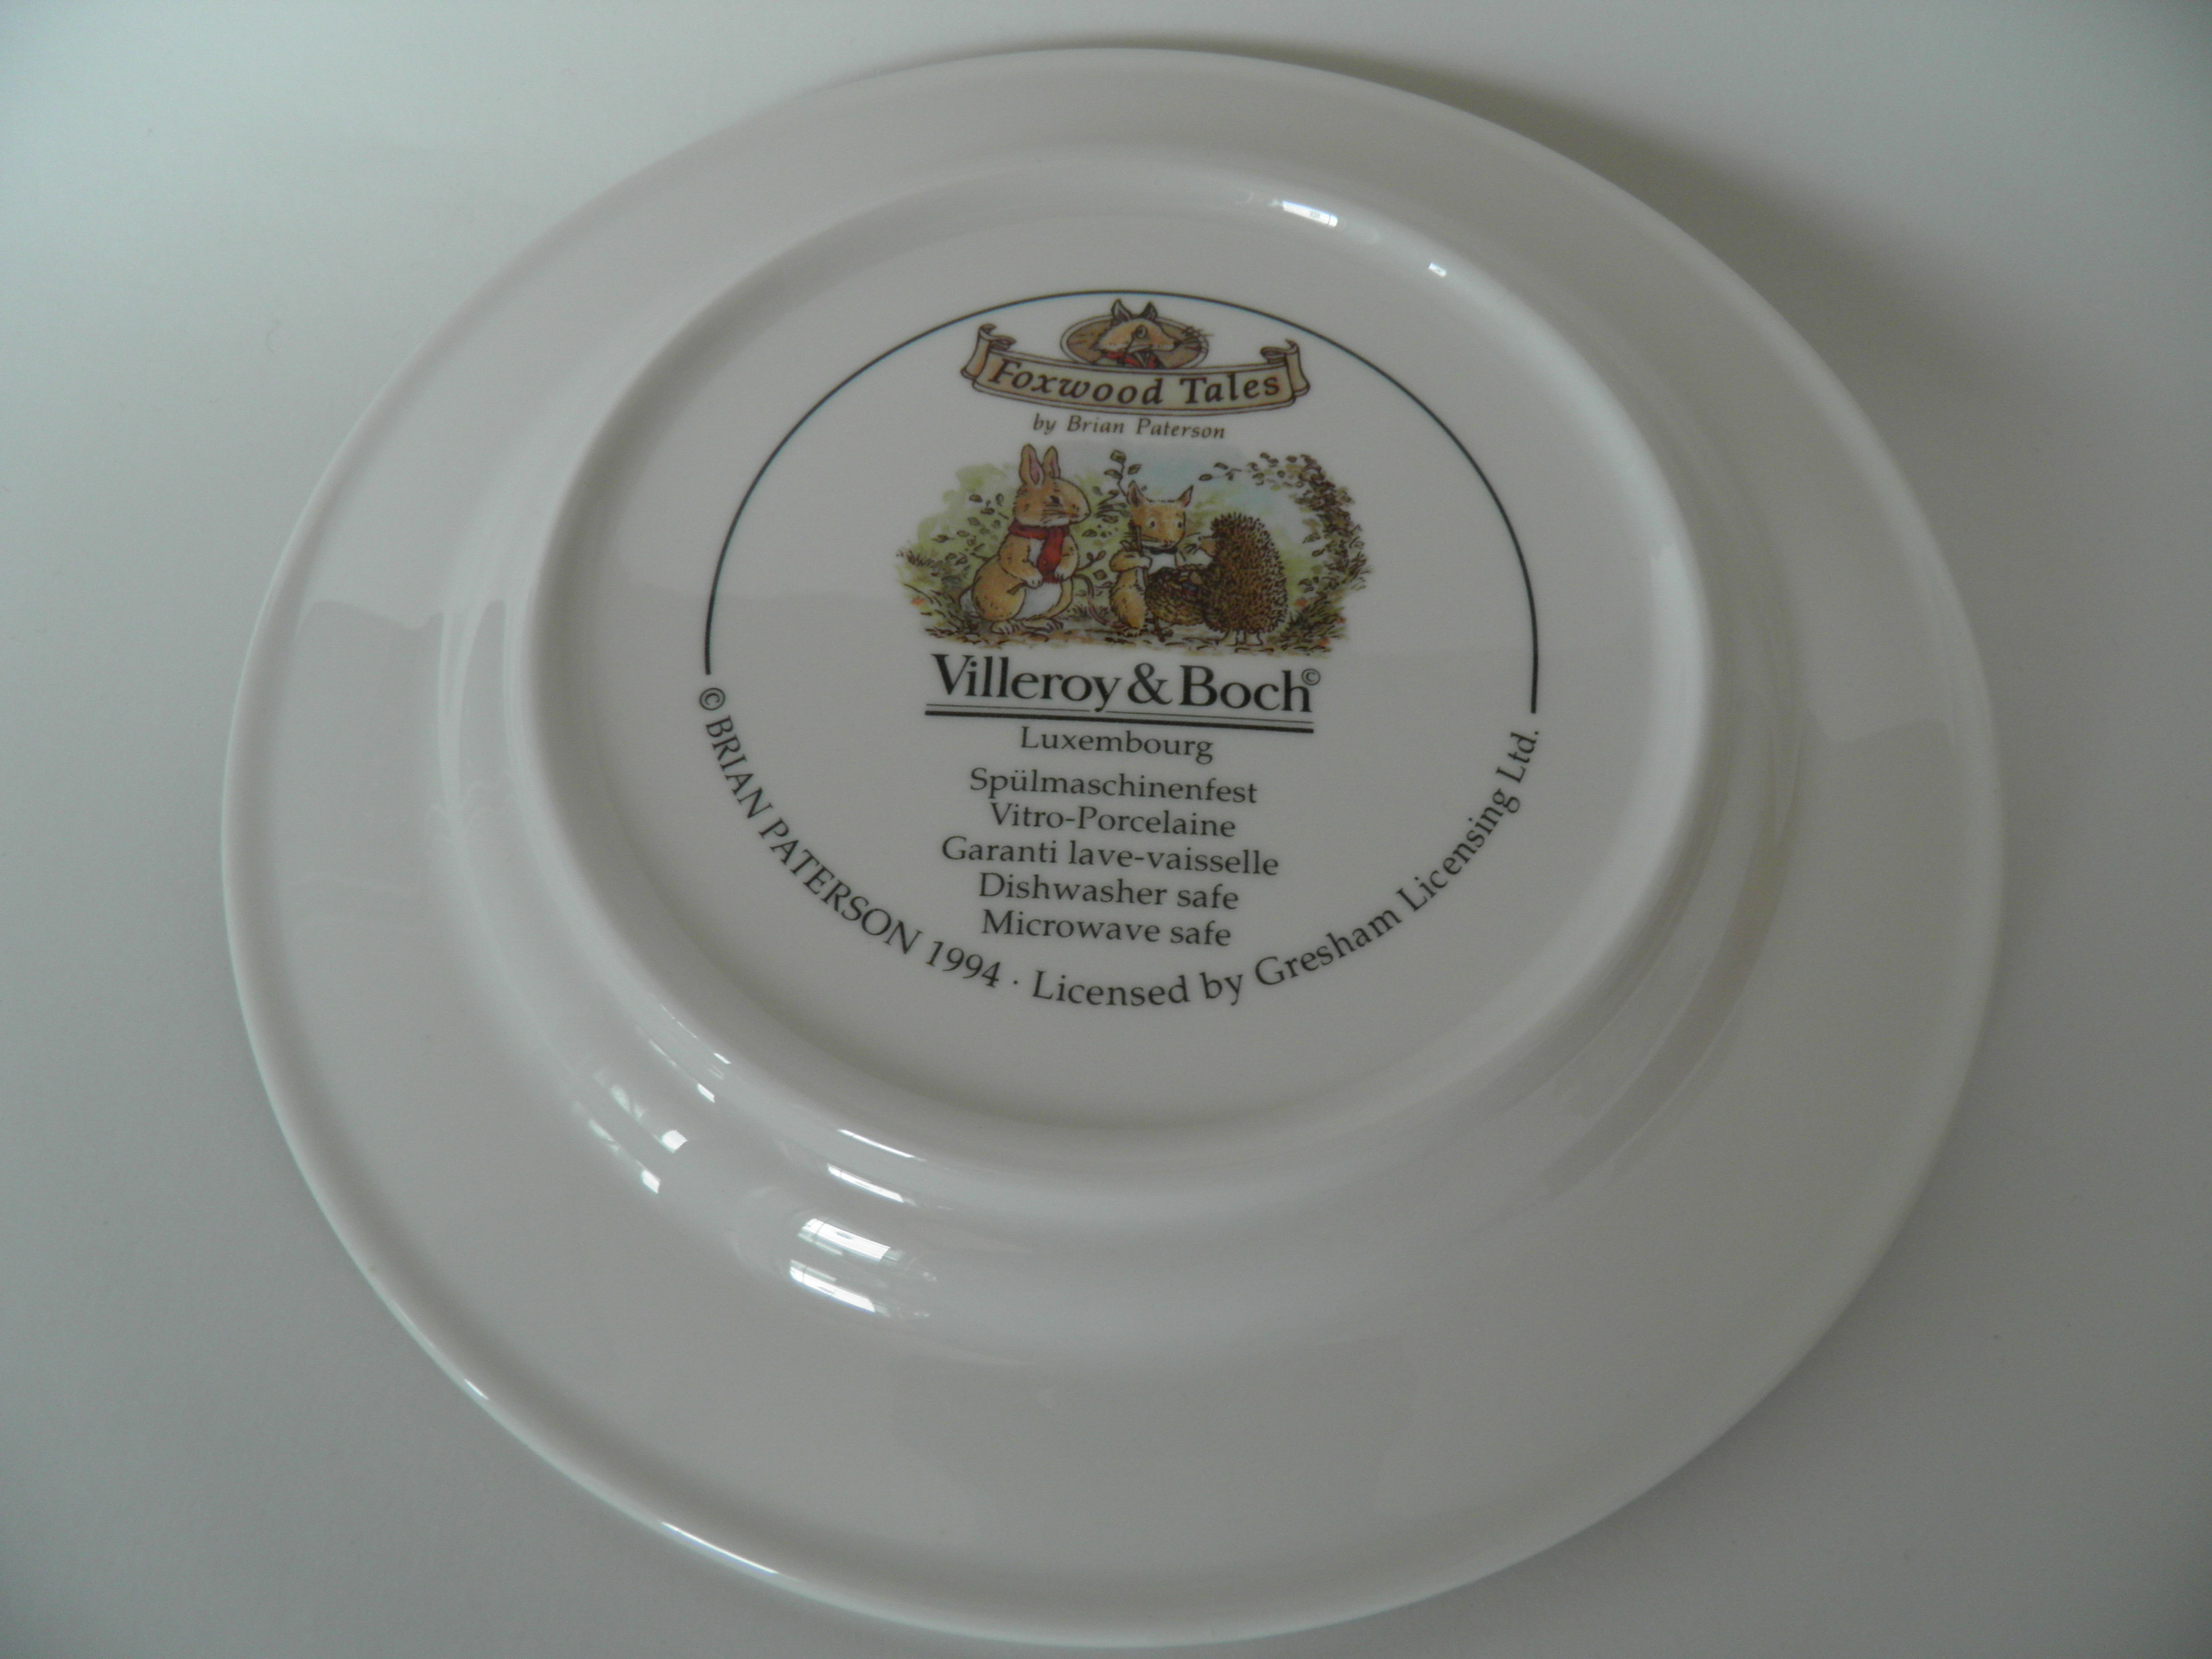 Foxwood Tales
by Brian Paterson
Villeroy & Boch©
Luxembourg
Spülmaschinenfest
Vitro-Porcelaine
Garanti lave-vaisselle
Dishwasher safe
Microwave safe
© BRIAN PATERSON 1994 · Licensed by Gresham Licensing Ltd.